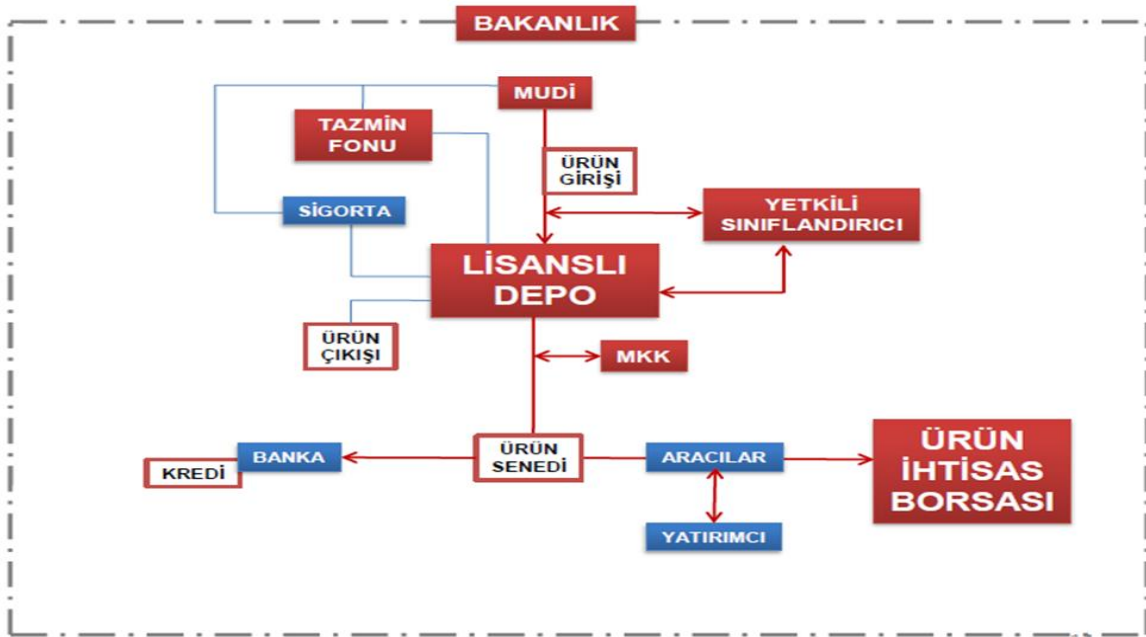 BAKANLIK
MUDİ
TAZMİN
FONU
ÜRÜN
GİRİŞİ
SİGORTA
YETKİLİ
SINIFLANDIRICI
LİSANSLI
DEPO
ÜRÜN
ÇIKIŞI
MKK
KREDİ
BANKA
ÜRÜN
SENEDİ
ARACILAR
YATIRIMCI
ÜRÜN
İHTİSAS
BORSASI